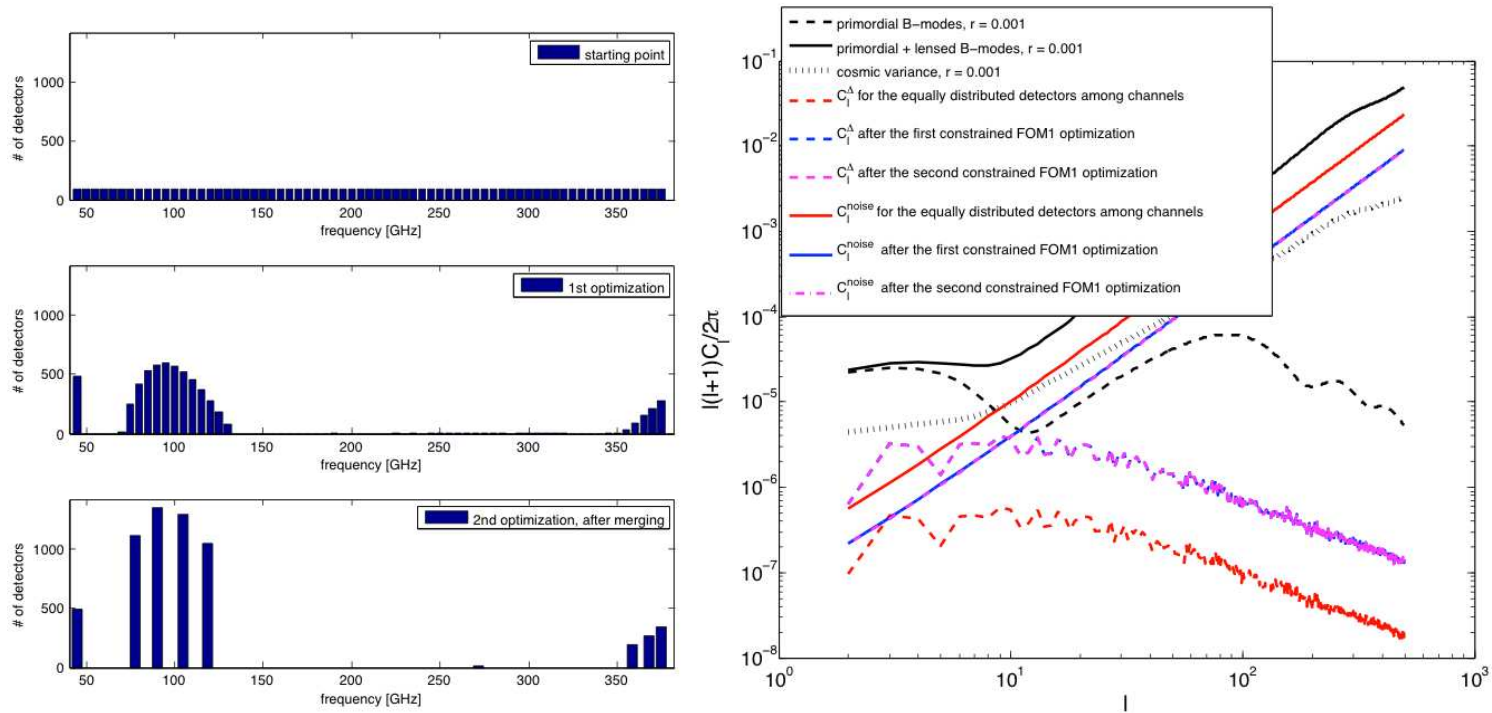 # of detectors
1000
500
0
50 100 150 200 250 300 350
frequency [GHz]
starting point
# of detectors
1000
500
0
50 100 150 200 250 300 350
frequency [GHz]
1st optimization
# of detectors
1000
500
0
50 100 150 200 250 300 350
frequency [GHz]
2nd optimization, after merging
primordial B−modes, r = 0.001
primordial + lensed B−modes, r = 0.001
cosmic variance, r = 0.001
C_l^Δ for the equally distributed detectors among channels
C_l^Δ after the first constrained FOM1 optimization
C_l^Δ after the second constrained FOM1 optimization
C_l^noise for the equally distributed detectors among channels
C_l^noise after the first constrained FOM1 optimization
C_l^noise after the second constrained FOM1 optimization
l(l+1)C_l/2π
10^−1
10^−2
10^−3
10^−4
10^−5
10^−6
10^−7
10^−8
10^0 10^1 10^2 10^3
l